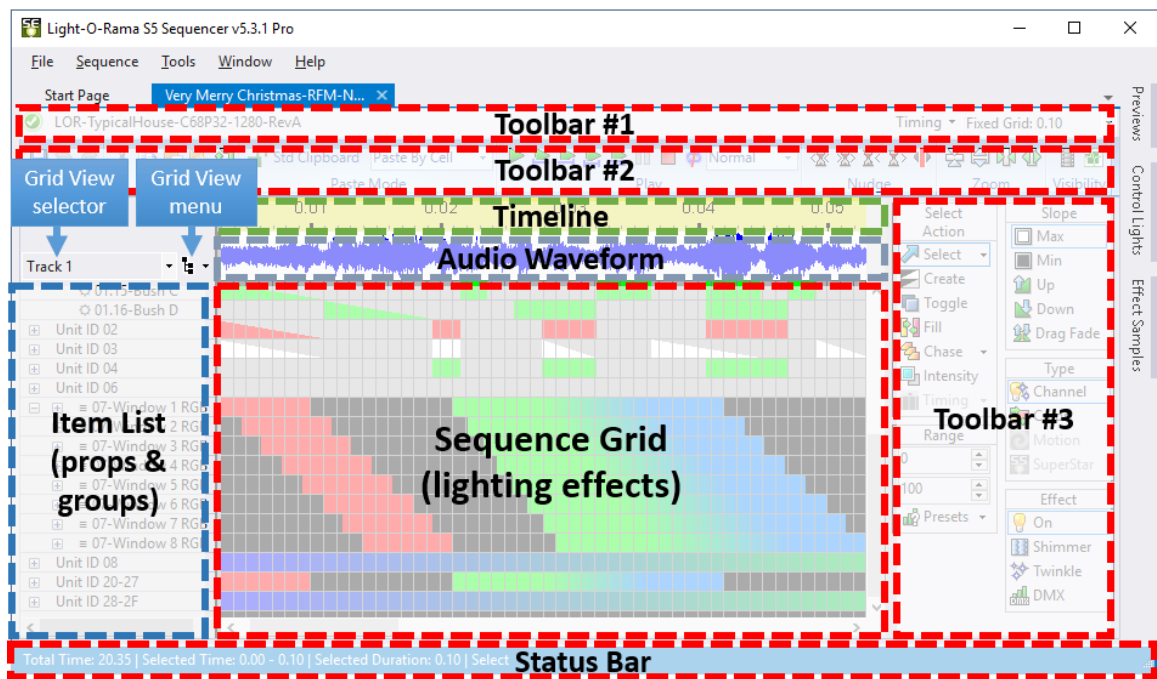 Light-O-Rama S5 Sequencer v5.3.1 Pro
File Sequence Tools Window Help
Start Page Very Merry Christmas-RFM-N...
LOR-TypicalHouse-C68P32-1280-RevA Toolbar #1 Timing Fixed Grid: 0.10
Std Clipboard Paste By Cell Toolbar #2 Normal
Paste Mode Play Nudge Zoom Visibility
Grid View selector
Grid View menu
0.01 0.02 0.03 0.04 0.05
Timeline
Audio Waveform
Track 1
01.15-Bush C
01.16-Bush D
Unit ID 02
Unit ID 03
Unit ID 04
Unit ID 06
07-Window 1 RGB
2 RGB
3 RGB
4 RGB
07-Window 5 RGB
6 RGB
07-Window 7 RGB
07-Window 8 RGB
Unit ID 08
Unit ID 20-27
Unit ID 28-2F
Item List
(props &
groups)
Sequence Grid
(lighting effects)
Select Action
Select
Create
Toggle
Fill
Chase
Intensity
Timing
Range
0
100
Presets
Toolbar #3
Slope
Max
Min
Up
Down
Drag Fade
Type
Channel
Motion
SuperStar
Effect
On
Shimmer
Twinkle
DMX
Previews
Control Lights
Effect Samples
Total Time: 20.35 | Selected Time: 0.00 - 0.10 | Selected Duration: 0.10 | Select
Status Bar